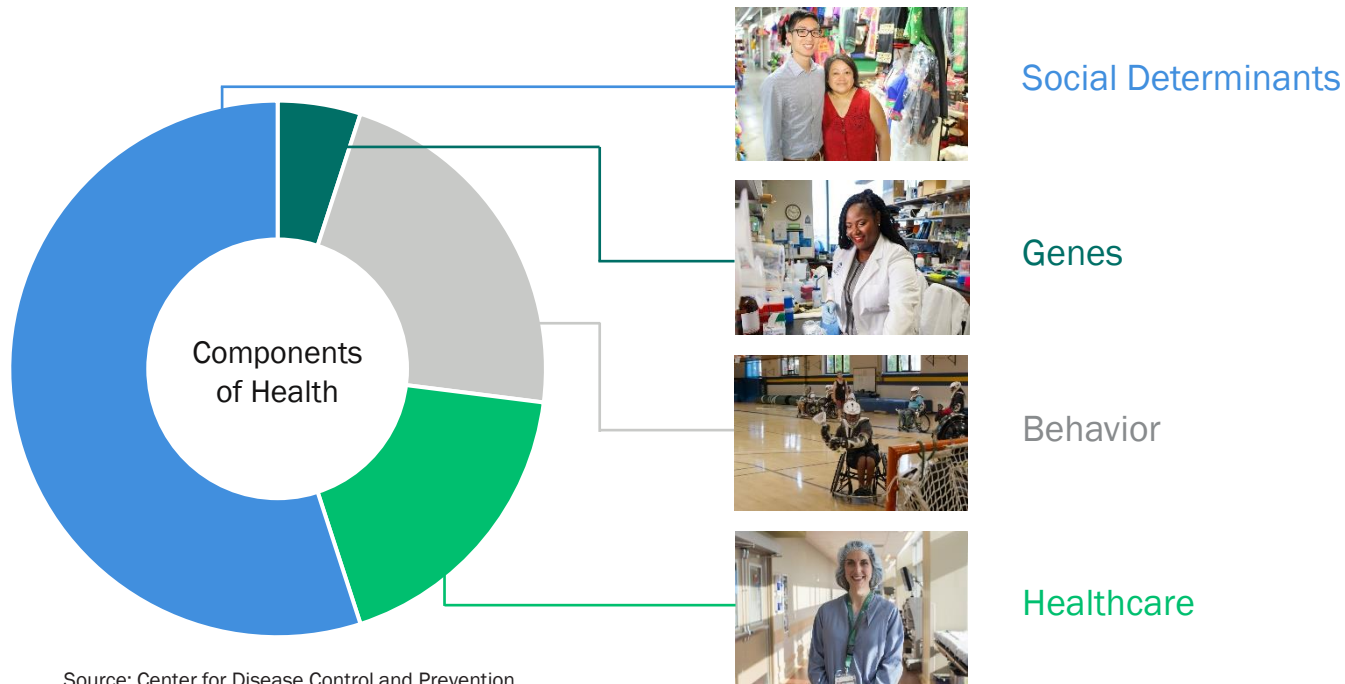 Social Determinants
Genes
Components
of Health
Behavior
Healthcare
Source: Center for Disease Control and Prevention